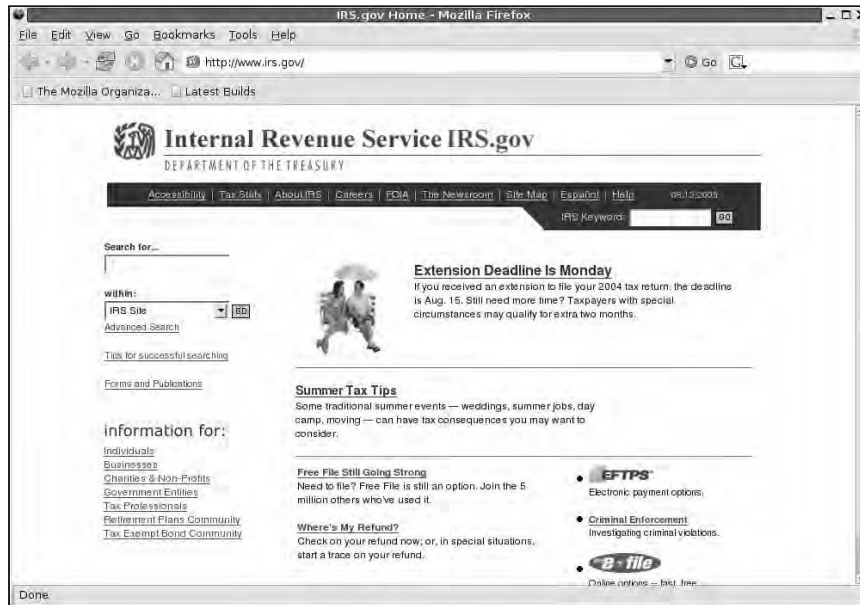 IRS.gov Home - Mozilla Firefox
File Edit View Go Bookmarks Tools Help
http://www.irs.gov/ Go
The Mozilla Organiza... Latest Builds
Internal Revenue Service IRS.gov
DEPARTMENT OF THE TREASURY
Accessibility | Tax Stats | About IRS | Careers | FOIA | The Newsroom | Site Map | Español | Help
IRS Keyword: GO
Search for...
within:
IRS Site GO
Advanced Search
Tips for successful searching
Forms and Publications
information for:
Individuals
Businesses
Charities & Non-Profits
Government Entities
Tax Professionals
Retirement Plans Community
Tax Exempt Bond Community
Extension Deadline Is Monday
If you received an extension to file your 2004 tax return, the deadline
is Aug. 15. Still need more time? Taxpayers with special
circumstances may qualify for extra two months.
Summer Tax Tips
Some traditional summer events — weddings, summer jobs, day
camp, moving — can have tax consequences you may want to
consider.
Free File Still Going Strong
Need to file? Free File is still an option. Join the 5
million others who've used it.
Where's My Refund?
Check on your refund now; or, in special situations,
start a trace on your refund.
EFTPS
Electronic payment options.
Criminal Enforcement
Investigating criminal violations.
e-file
Online options — fast, free
Done